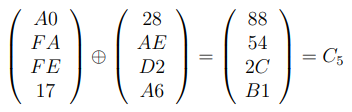 A0 28 88
FA AE 54
⊕ = = C₅
FE D2 2C
17 A6 B1